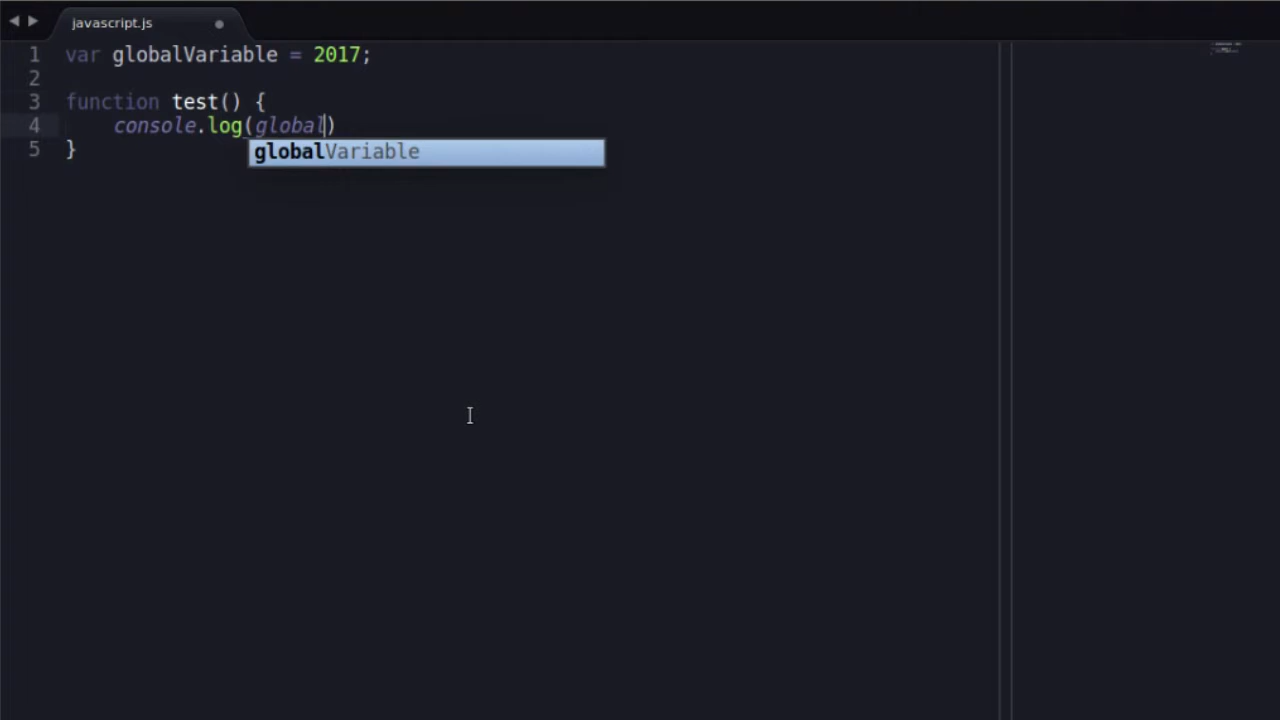 javascript.js
1 var globalVariable = 2017;
2
3 function test() {
4     console.log(global)
globalVariable
5 }